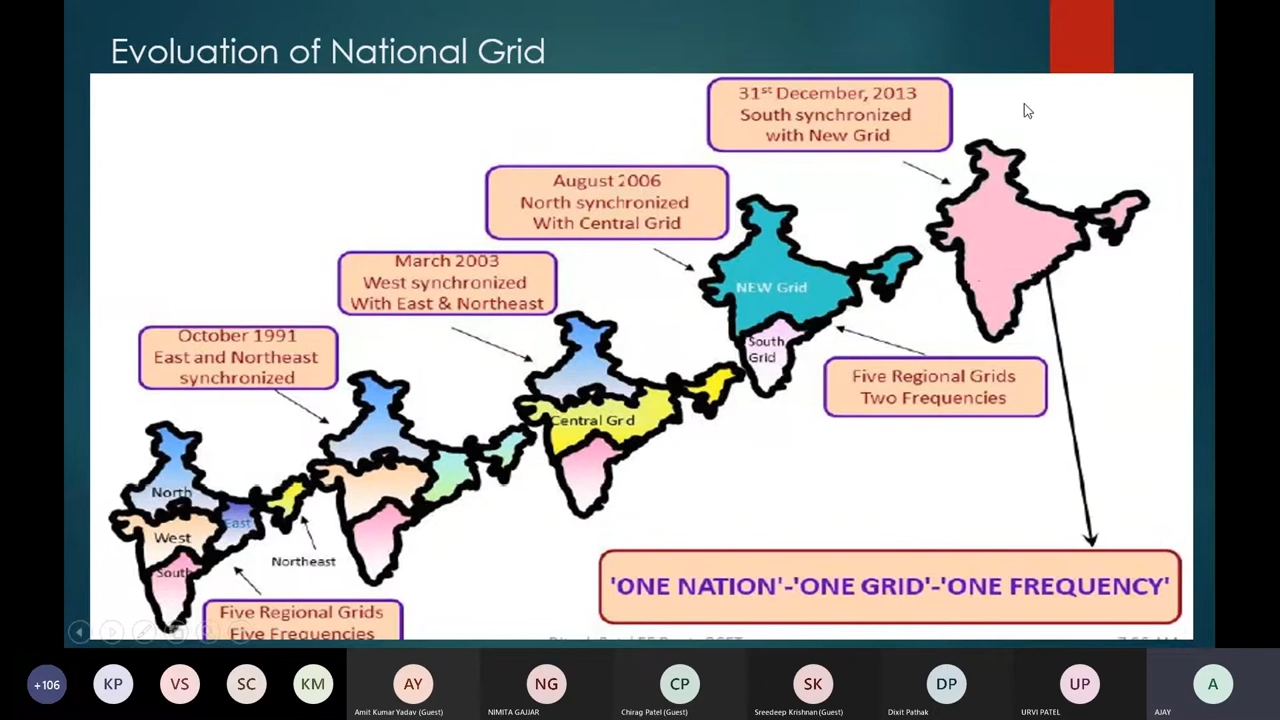 Evoluation of National Grid
31st December, 2013
South synchronized
with New Grid
August 2006
North synchronized
With Central Grid
March 2003
West synchronized
With East & Northeast
October 1991
East and Northeast
synchronized
NEW Grid
South
Grid
Five Regional Grids
Two Frequencies
Central Grid
North
East
West
South
Northeast
Five Regional Grids
Five Frequencies
'ONE NATION'-'ONE GRID'-'ONE FREQUENCY'
+106
KP
VS
SC
KM
AY
NG
CP
SK
DP
UP
A
Amit Kumar Yadav (Guest)
NIMITA GAJJAR
Chirag Patel (Guest)
Sreedeep Krishnan (Guest)
Dixit Pathak
URVI PATEL
AJAY